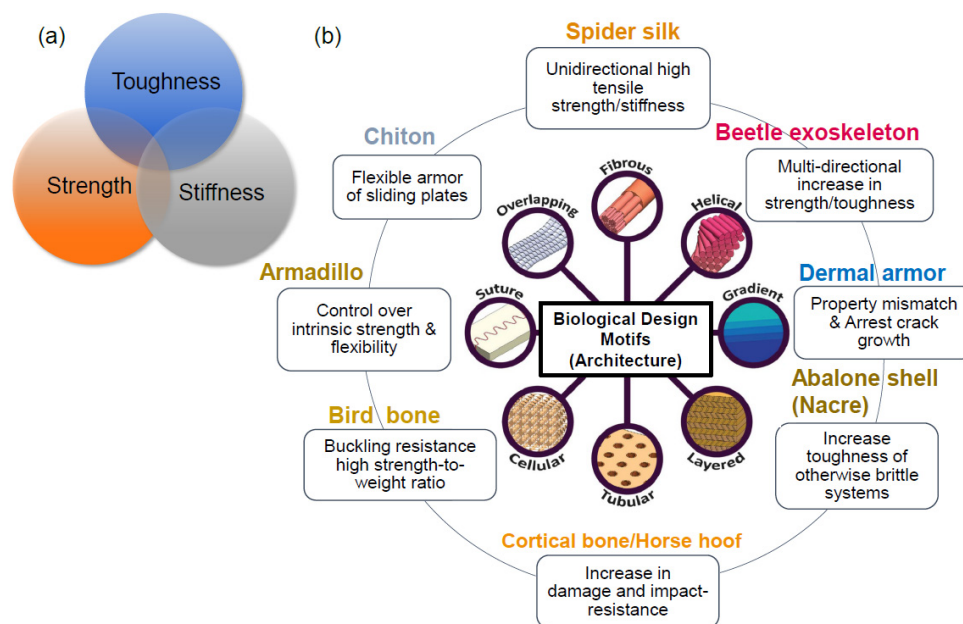 (a)
Toughness
Strength
Stiffness
(b)
Spider silk
Unidirectional high
tensile
strength/stiffness
Chiton
Flexible armor
of sliding plates
Beetle exoskeleton
Multi-directional
increase in
strength/toughness
Armadillo
Control over
intrinsic strength &
flexibility
Dermal armor
Property mismatch
& Arrest crack
growth
Bird bone
Buckling resistance
high strength-to-
weight ratio
Abalone shell
(Nacre)
Increase
toughness of
otherwise brittle
systems
Cortical bone/Horse hoof
Increase in
damage and impact-
resistance
Fibrous
Overlapping
Helical
Suture
Gradient
Biological Design
Motifs
(Architecture)
Cellular
Tubular
Layered